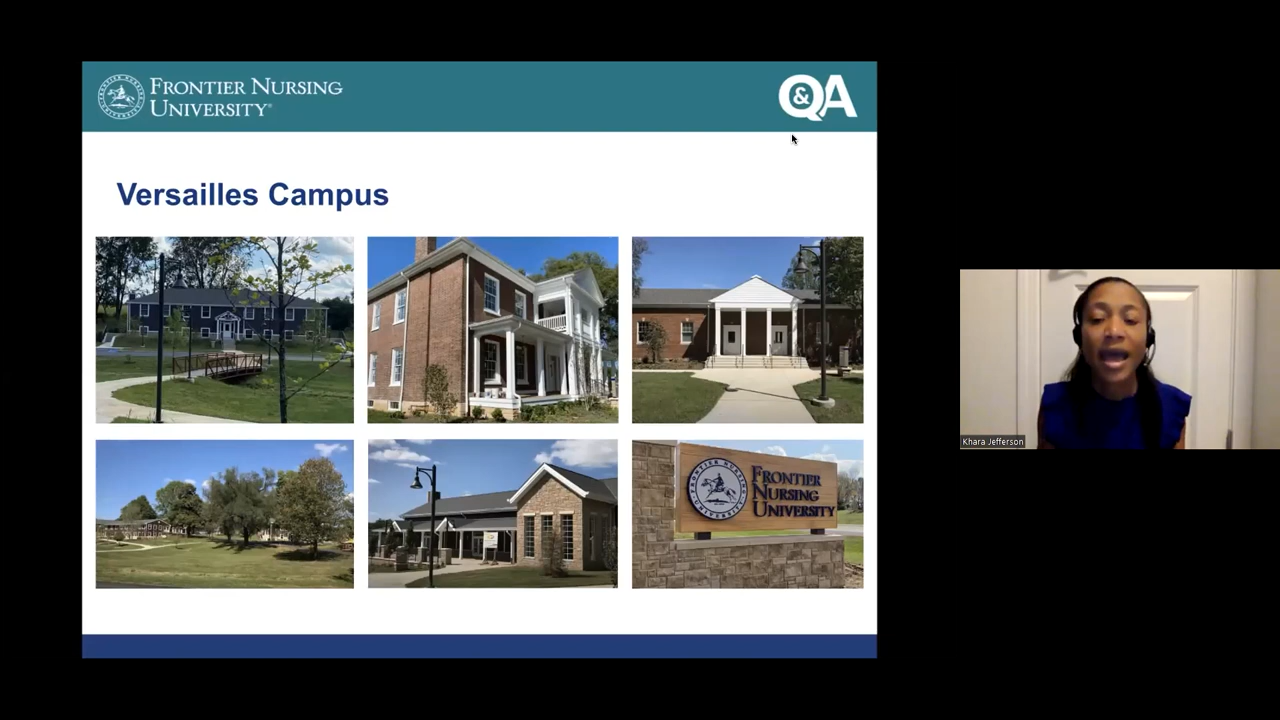 FRONTIER NURSING
UNIVERSITY®
Q&A
Versailles Campus
FRONTIER
NURSING
UNIVERSITY
Khara Jefferson